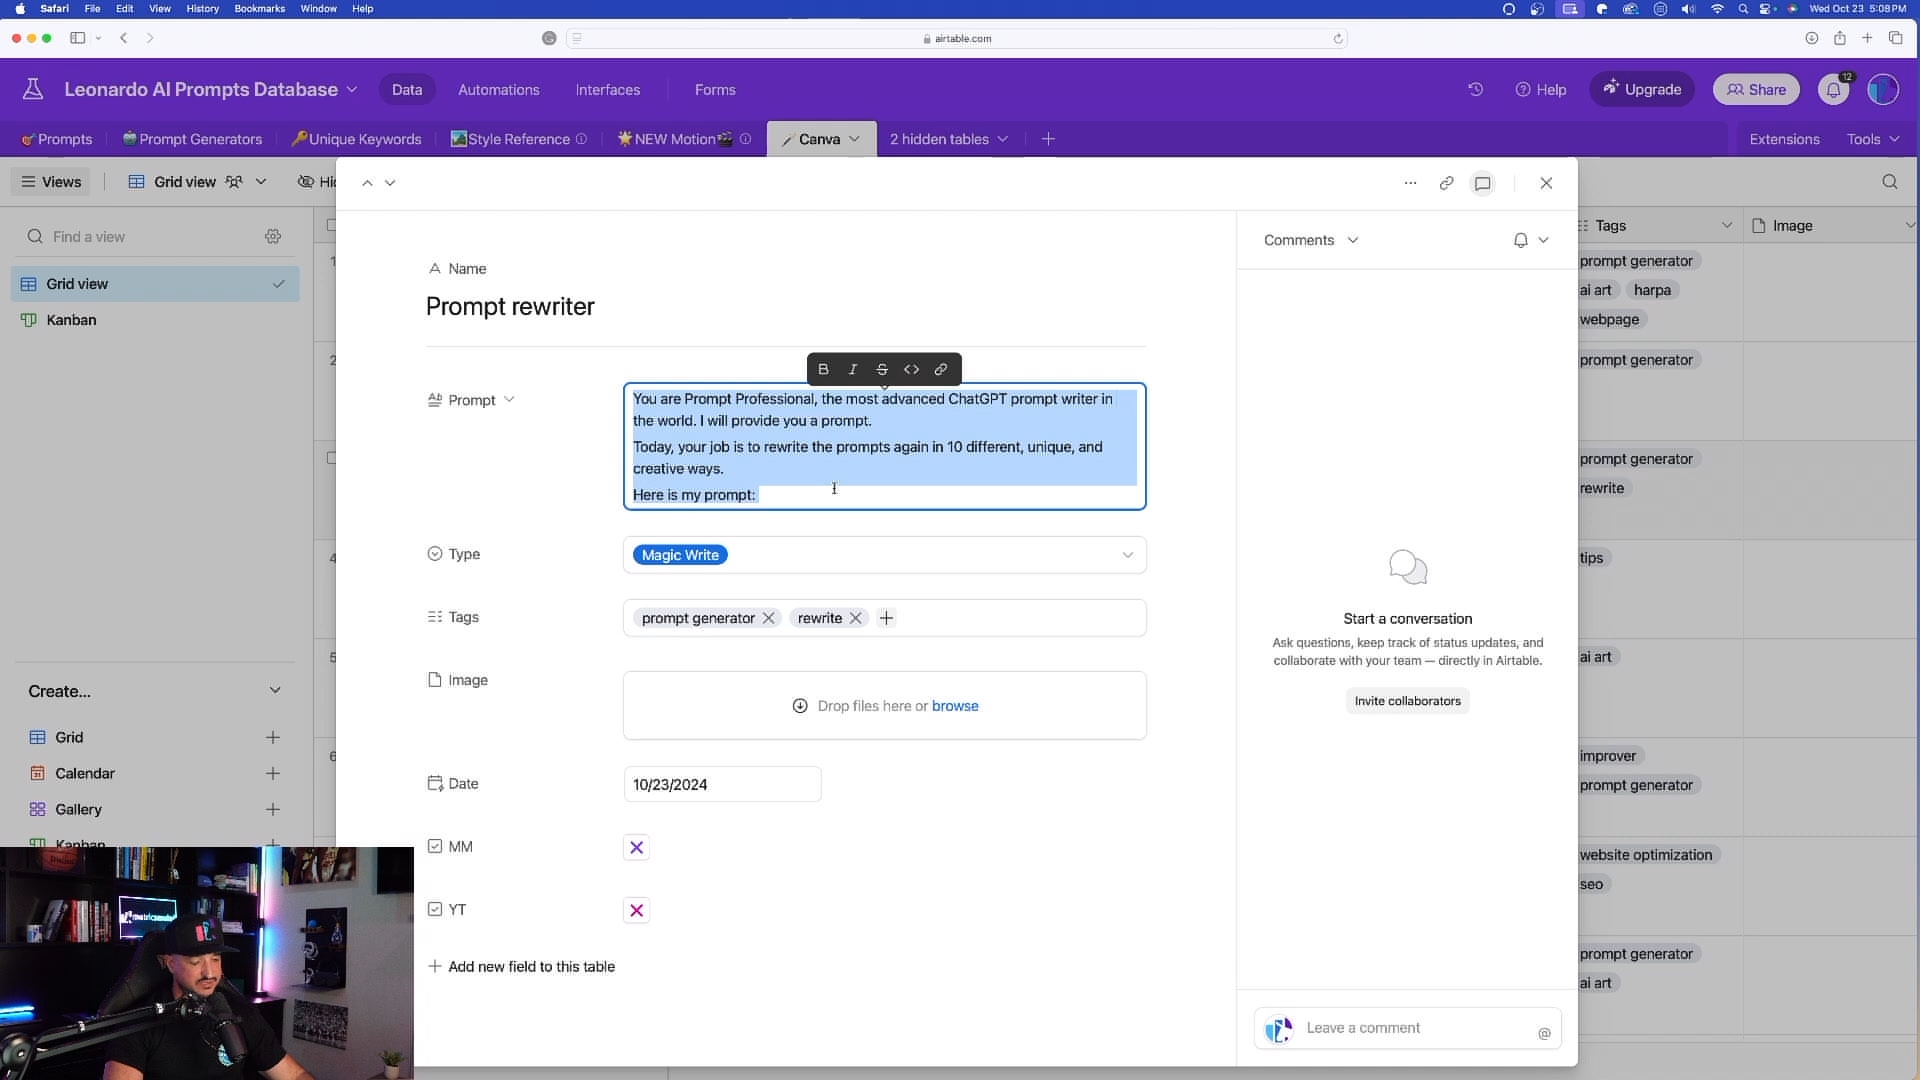 Safari File Edit View History Bookmarks Window Help
Wed Oct 23 5:08PM
airtable.com
Leonardo AI Prompts Database
Data Automations Interfaces Forms
Help Upgrade Share 12
Prompts Prompt Generators Unique Keywords Style Reference NEW Motion Canva 2 hidden tables
Extensions Tools
Views Grid view Hi
Find a view
Grid view
Kanban
Create...
Grid
Calendar
Gallery
Kanban
1
2
4
5
6
Name
Prompt rewriter
B I S <>
Prompt
You are Prompt Professional, the most advanced ChatGPT prompt writer in
the world. I will provide you a prompt.
Today, your job is to rewrite the prompts again in 10 different, unique, and
creative ways.
Here is my prompt:
Type
Magic Write
Tags
prompt generator rewrite
Image
Drop files here or browse
Date
10/23/2024
MM
YT
Add new field to this table
Comments
Start a conversation
Ask questions, keep track of status updates, and
collaborate with your team — directly in Airtable.
Invite collaborators
Leave a comment
@
Tags Image
prompt generator
ai art harpa
webpage
prompt generator
prompt generator
rewrite
tips
ai art
improver
prompt generator
website optimization
seo
prompt generator
ai art